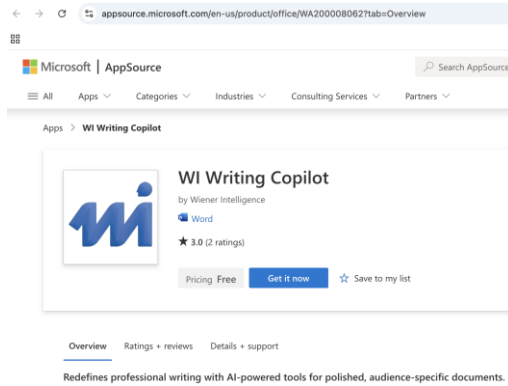 appsource.microsoft.com/en-us/product/office/WA200008062?tab=Overview
Microsoft | AppSource
Search AppSource
All Apps Categories Industries Consulting Services Partners
Apps > WI Writing Copilot
WI Writing Copilot
by Wiener Intelligence
Word
3.0 (2 ratings)
Pricing Free Get it now Save to my list
Overview Ratings + reviews Details + support
Redefines professional writing with AI-powered tools for polished, audience-specific documents.